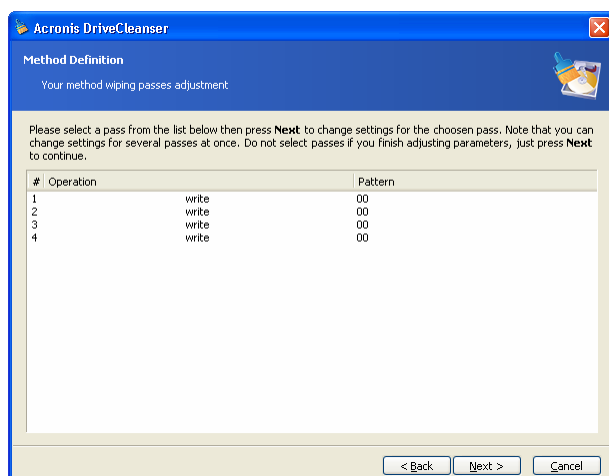 Acronis DriveCleanser
Method Definition
Your method wiping passes adjustment
Please select a pass from the list below then press Next to change settings for the choosen pass. Note that you can
change settings for several passes at once. Do not select passes if you finish adjusting parameters, just press Next
to continue.
# Operation Pattern
1 write 00
2 write 00
3 write 00
4 write 00
< Back Next > Cancel